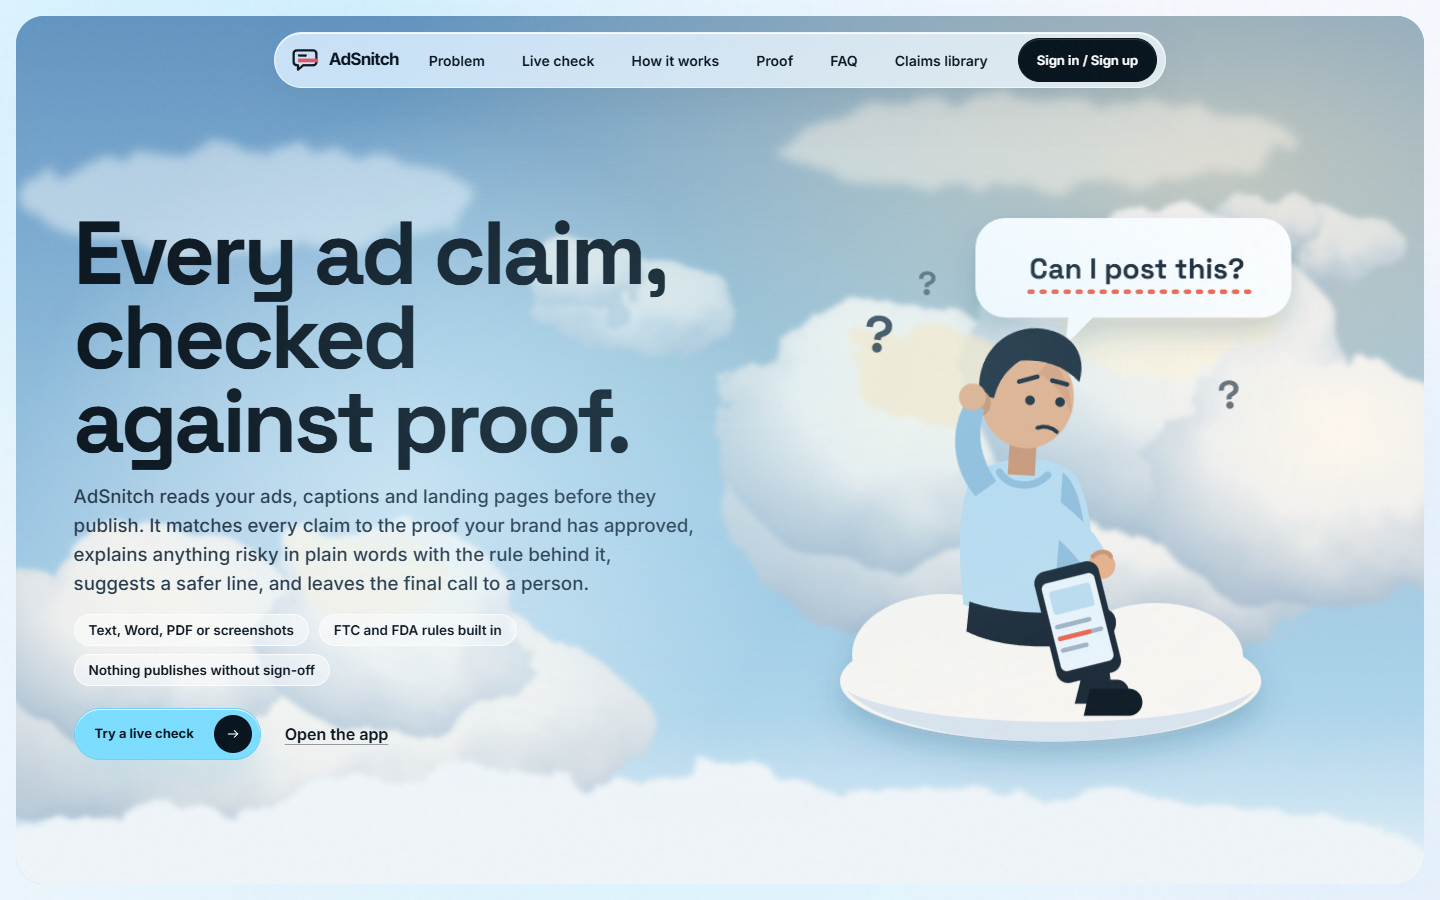 AdSnitch
Problem
Live check
How it works
Proof
FAQ
Claims library
Sign in / Sign up
Every ad claim,
checked
against proof.
AdSnitch reads your ads, captions and landing pages before they
publish. It matches every claim to the proof your brand has approved,
explains anything risky in plain words with the rule behind it,
suggests a safer line, and leaves the final call to a person.
Text, Word, PDF or screenshots
FTC and FDA rules built in
Nothing publishes without sign-off
Try a live check
Open the app
Can I post this?
?
?
?